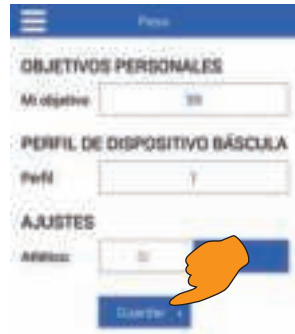 Peso
OBJETIVOS PERSONALES
Mi objetivo
PERFIL DE DISPOSITIVO BÁSCULA
Perfil 1
AJUSTES
Atlético:
Guardar